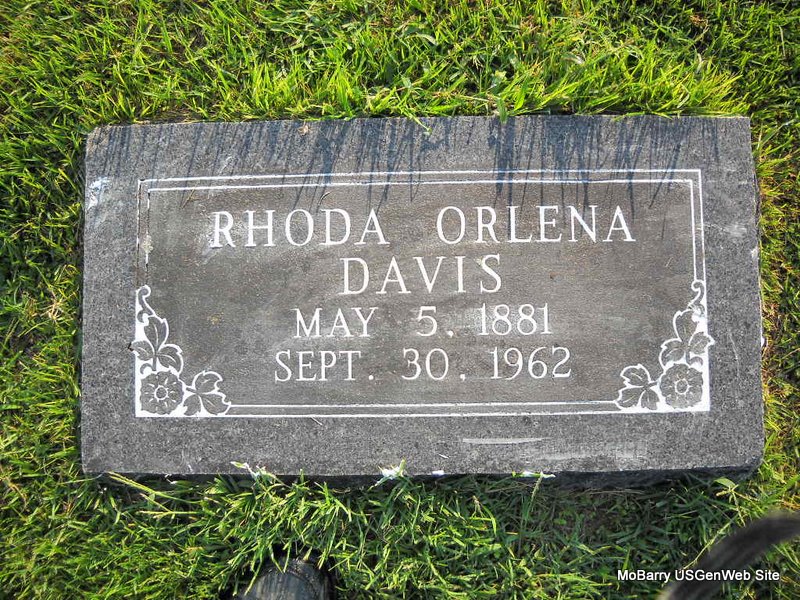 RHODA ORLENA
DAVIS
MAY 5, 1881
SEPT. 30, 1962
MoBarry USGenWeb Site